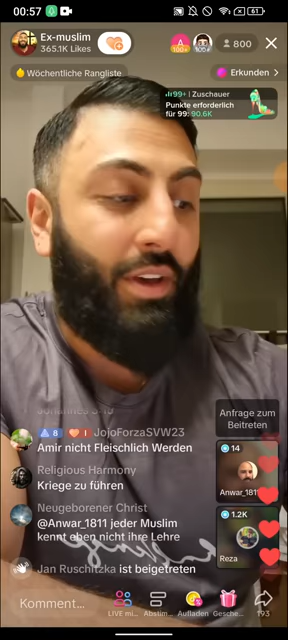 00:57
61
Ex-muslim
365.1K Likes
100+
800
Wöchentliche Rangliste
Erkunden >
99+ | Zuschauer
Punkte erforderlich
für 99: 90.6K
8 1 JojoForzaSVW23
Amir nicht Fleischlich Werden
Religious Harmony
Kriege zu führen
Neugeborener Christ
@Anwar_1811 jeder Muslim
kennt eben nicht ihre Lehre
Jan Ruschitzka ist beigetreten
Anfrage zum
Beitreten
14
Anwar_181
1.2K
Reza
Kommentar...
LIVE mi...
Abstim...
Aufladen
Gesche...
193